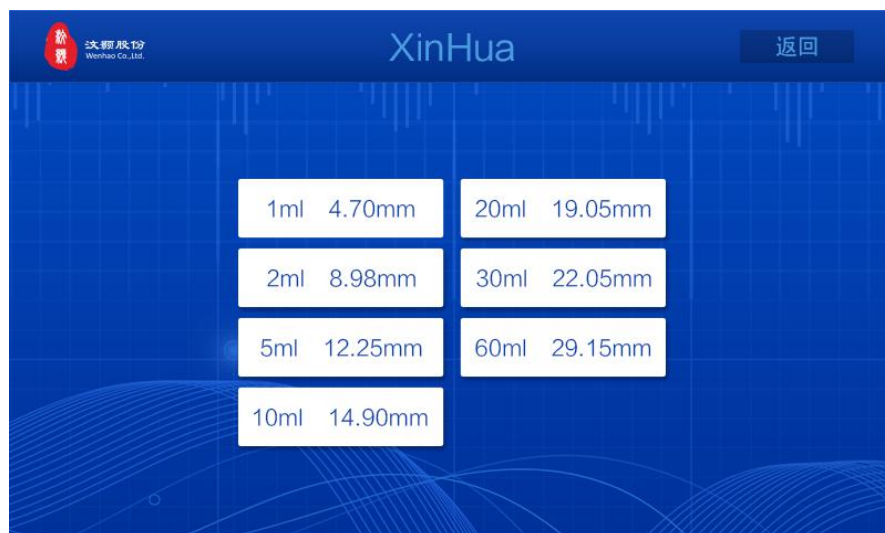 汶颢股份
Wenhao Co.,Ltd.
XinHua
返回
1ml 4.70mm
20ml 19.05mm
2ml 8.98mm
30ml 22.05mm
5ml 12.25mm
60ml 29.15mm
10ml 14.90mm